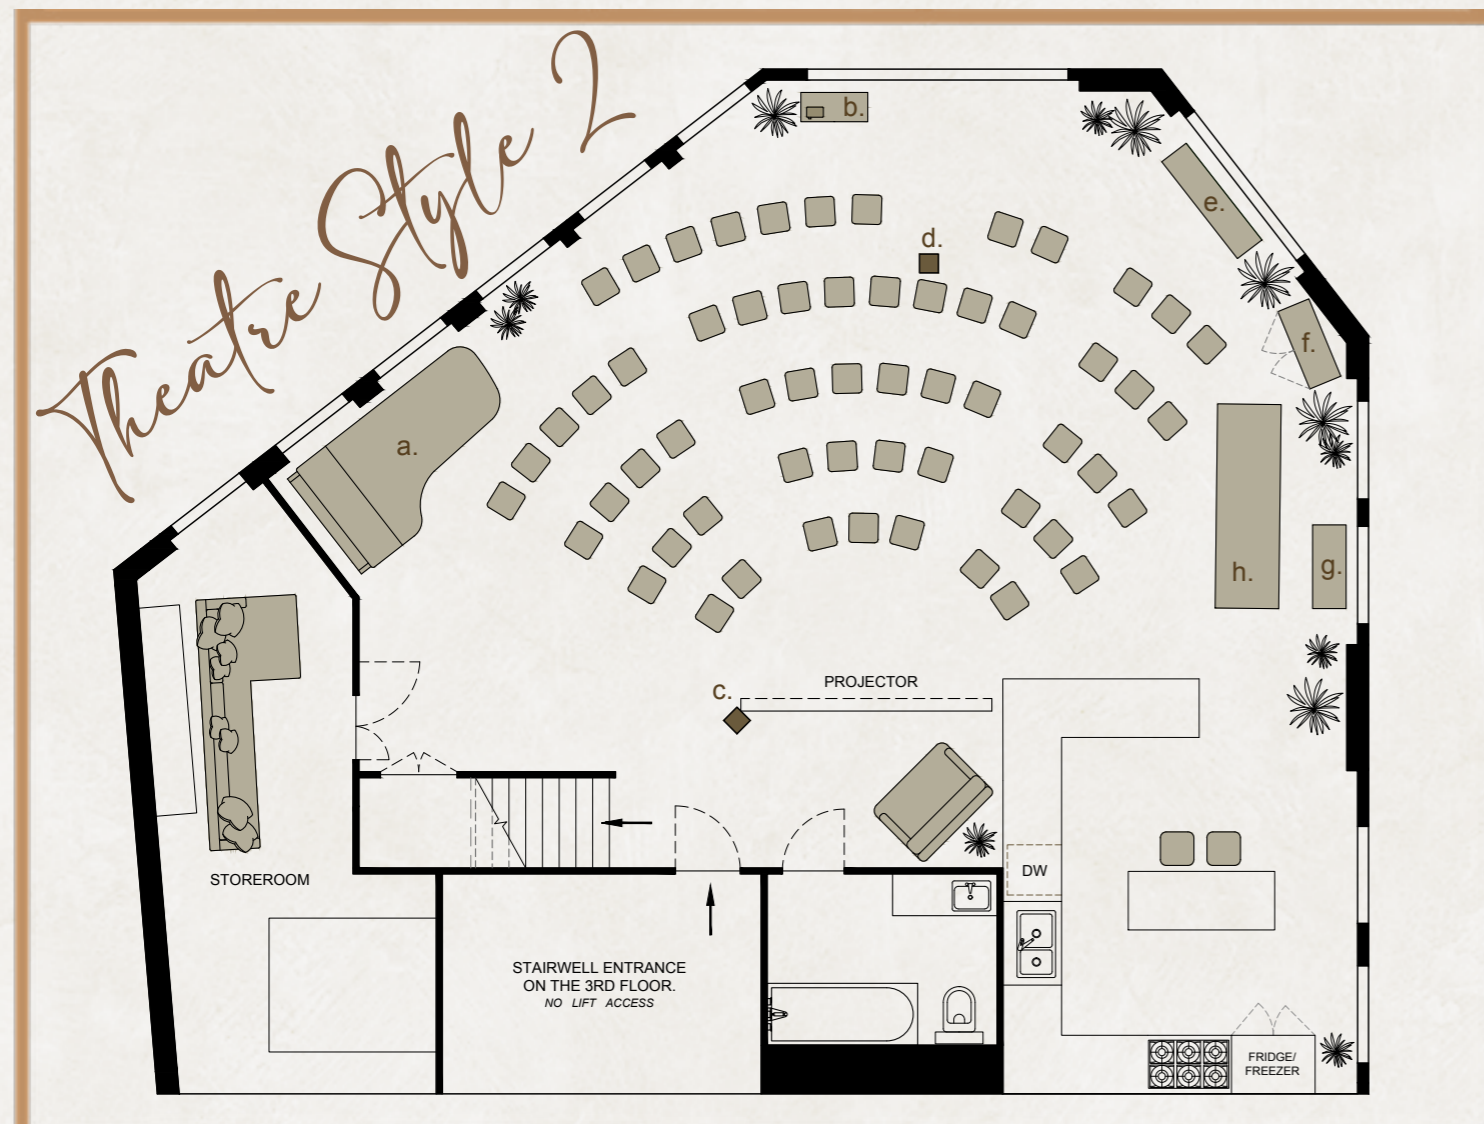 Theatre Style 2
b.
e.
d.
f.
a.
h.
g.
c.
PROJECTOR
DW
STOREROOM
STAIRWELL ENTRANCE
ON THE 3RD FLOOR.
NO LIFT ACCESS
FRIDGE/
FREEZER